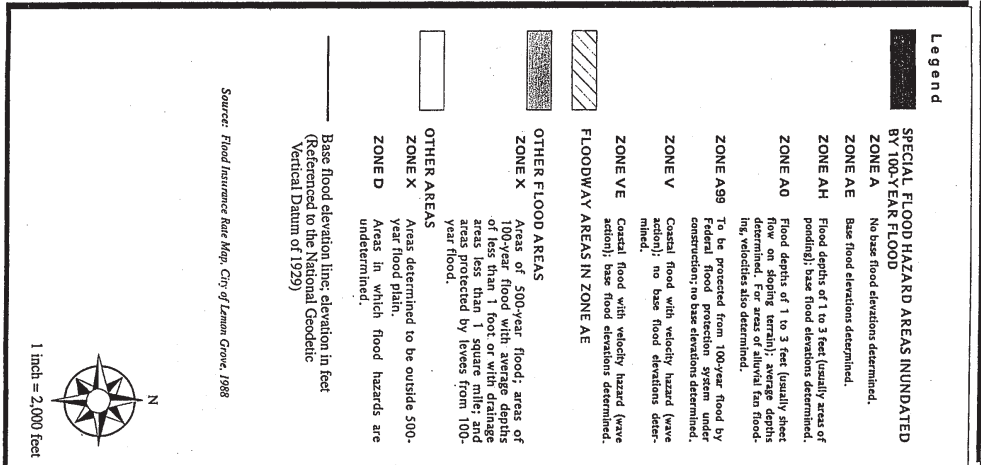 Legend
SPECIAL FLOOD HAZARD AREAS INUNDATED
BY 100-YEAR FLOOD
ZONE A No base flood elevations determined.
ZONE AE Base flood elevations determined.
ZONE AH Flood depths of 1 to 3 feet (usually areas of
ponding); base flood elevations determined.
ZONE AO Flood depths of 1 to 3 feet (usually sheet
flow on sloping terrain); average depths
determined. For areas of alluvial fan flood-
ing, velocities also determined.
ZONE A99 To be protected from 100-year flood by
Federal flood protection system under
construction; no base elevations determined.
ZONE V Coastal flood with velocity hazard (wave
action); no base flood elevations deter-
mined.
ZONE VE Coastal flood with velocity hazard (wave
action); base flood elevations determined.
FLOODWAY AREAS IN ZONE AE
OTHER FLOOD AREAS
ZONE X Areas of 500-year flood; areas of
100-year flood with average depths
of less than 1 foot or with drainage
areas less than 1 square mile; and
areas protected by levees from 100-
year flood.
OTHER AREAS
ZONE X Areas determined to be outside 500-
year flood plain.
ZONE D Areas in which flood hazards are
undetermined.
Base flood elevation line; elevation in feet
(Referenced to the National Geodetic
Vertical Datum of 1929)
Source: Flood Insurance Rate Map, City of Lemon Grove, 1988
N
1 inch = 2,000 feet